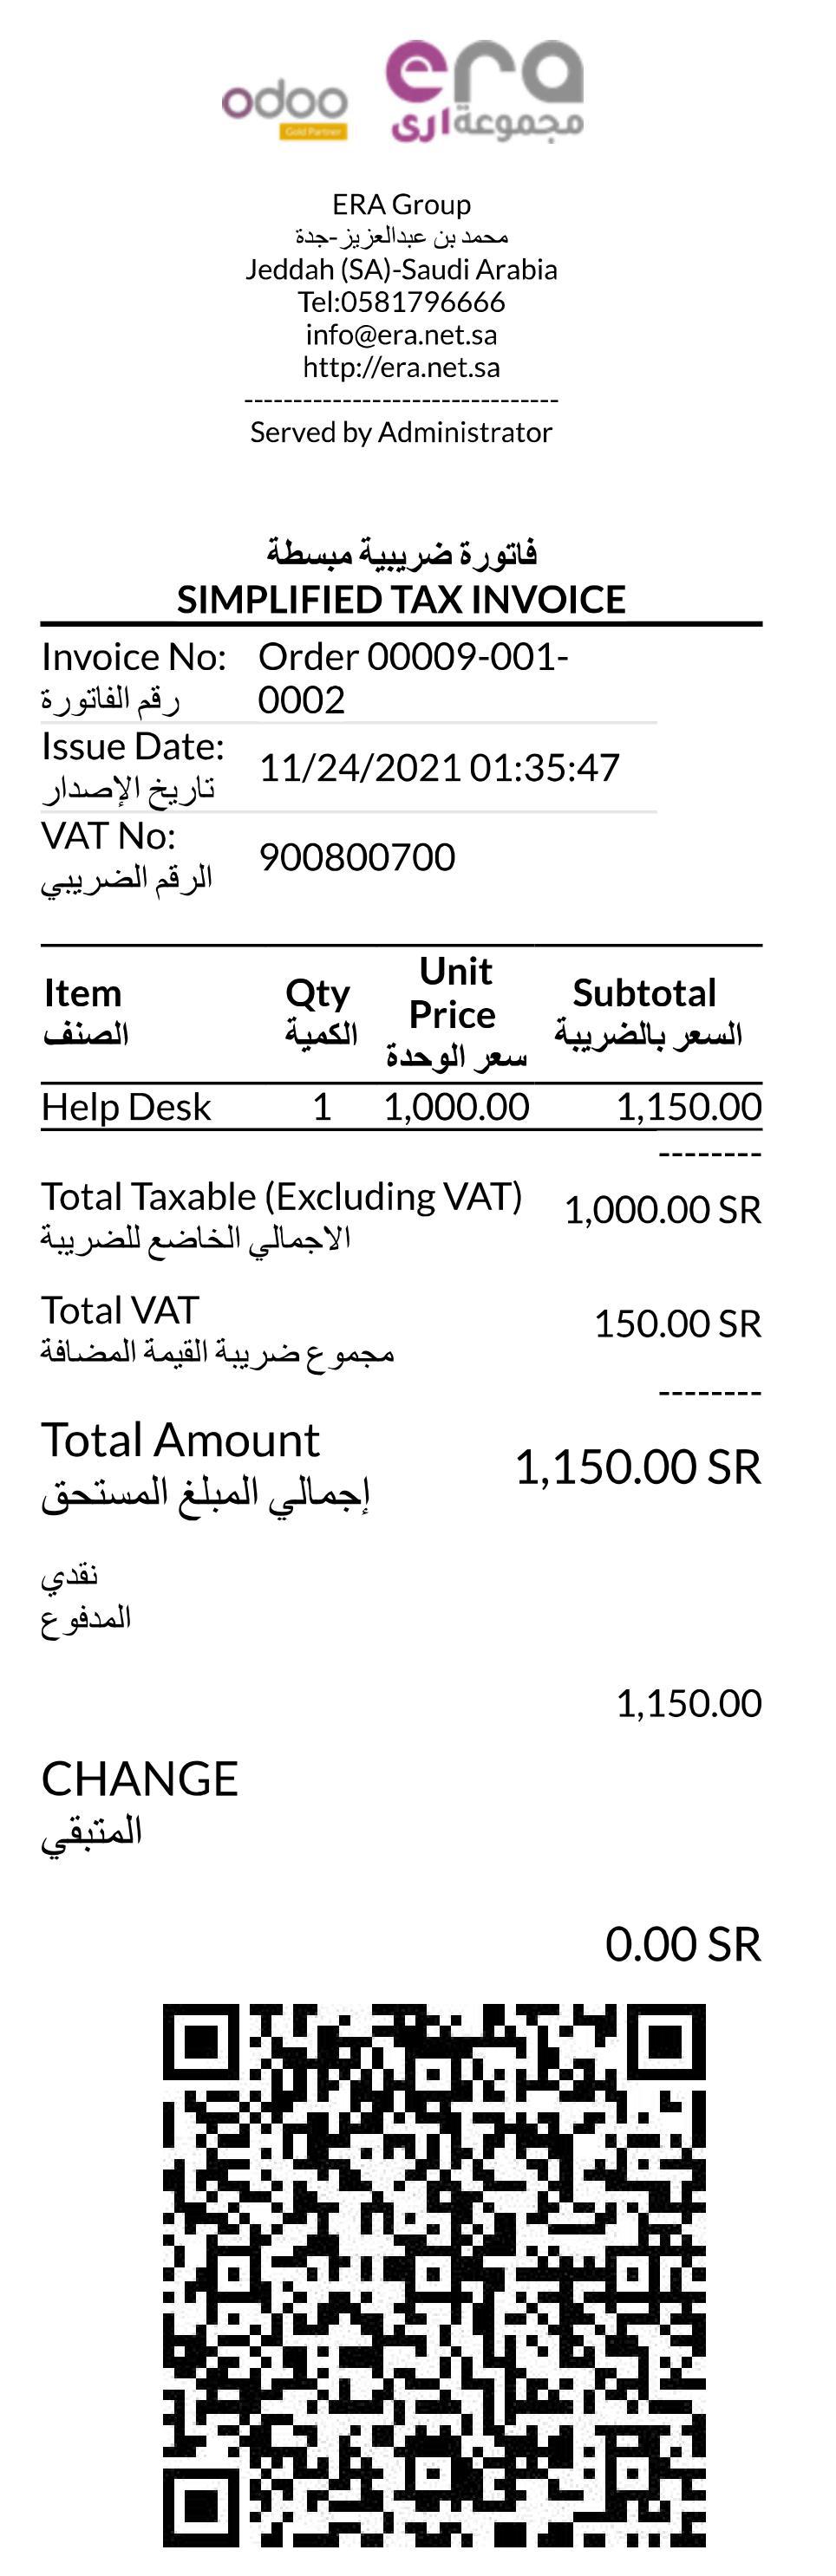 odoo
Gold Partner
era
مجموعة ارى
ERA Group
محمد بن عبدالعزيز-جدة
Jeddah (SA)-Saudi Arabia
Tel:0581796666
info@era.net.sa
http://era.net.sa
--------------------------------
Served by Administrator
فاتورة ضريبية مبسطة
SIMPLIFIED TAX INVOICE
Invoice No: Order 00009-001-
رقم الفاتورة 0002
Issue Date:
تاريخ الإصدار
11/24/2021 01:35:47
VAT No:
الرقم الضريبي
900800700
Item
الصنف
Qty
الكمية
Unit
Price
سعر الوحدة
Subtotal
السعر بالضريبة
Help Desk 1 1,000.00 1,150.00
--------
Total Taxable (Excluding VAT) 1,000.00 SR
الاجمالي الخاضع للضريبة
Total VAT 150.00 SR
مجموع ضريبة القيمة المضافة
--------
Total Amount 1,150.00 SR
إجمالي المبلغ المستحق
نقدي
المدفوع
1,150.00
CHANGE
المتبقي
0.00 SR